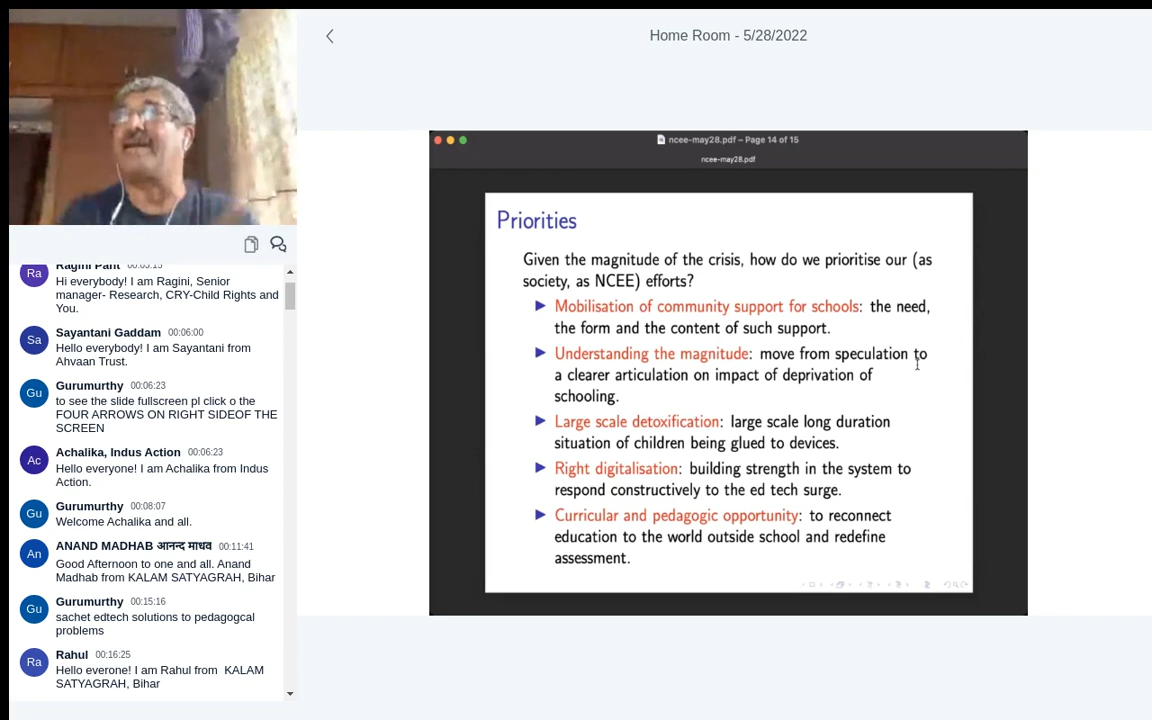 Home Room - 5/28/2022
ncee-may28.pdf – Page 14 of 15
ncee-may28.pdf
Priorities
Given the magnitude of the crisis, how do we prioritise our (as
society, as NCEE) efforts?
Mobilisation of community support for schools: the need,
the form and the content of such support.
Understanding the magnitude: move from speculation to
a clearer articulation on impact of deprivation of
schooling.
Large scale detoxification: large scale long duration
situation of children being glued to devices.
Right digitalisation: building strength in the system to
respond constructively to the ed tech surge.
Curricular and pedagogic opportunity: to reconnect
education to the world outside school and redefine
assessment.
Ra
Ragini Pant 00:05:15
Hi everybody! I am Ragini, Senior
manager- Research, CRY-Child Rights and
You.
Sa
Sayantani Gaddam 00:06:00
Hello everybody! I am Sayantani from
Ahvaan Trust.
Gu
Gurumurthy 00:06:23
to see the slide fullscreen pl click o the
FOUR ARROWS ON RIGHT SIDEOF THE
SCREEN
Ac
Achalika, Indus Action 00:06:23
Hello everyone! I am Achalika from Indus
Action.
Gu
Gurumurthy 00:08:07
Welcome Achalika and all.
An
ANAND MADHAB आनन्द माधव 00:11:41
Good Afternoon to one and all. Anand
Madhab from KALAM SATYAGRAH, Bihar
Gu
Gurumurthy 00:15:16
sachet edtech solutions to pedagogcal
problems
Ra
Rahul 00:16:25
Hello everone! I am Rahul from KALAM
SATYAGRAH, Bihar